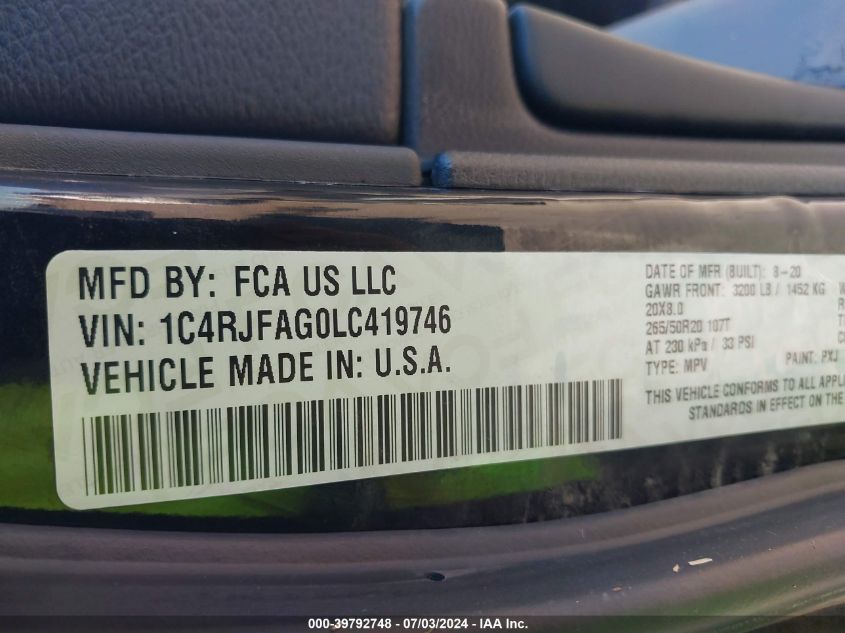 MFD BY: FCA US LLC
VIN: 1C4RJFAG0LC419746
VEHICLE MADE IN: U.S.A.
DATE OF MFR (BUILT): 8-20
GAWR FRONT: 3200 LB / 1452 KG
20X8.0
265/50R20 107T
AT 230 kPa / 33 PSI
TYPE: MPV PAINT: PXJ
THIS VEHICLE CONFORMS TO ALL APPL
STANDARDS IN EFFECT ON THE
000-39792748 / 07/03/2024 - IAA Inc.